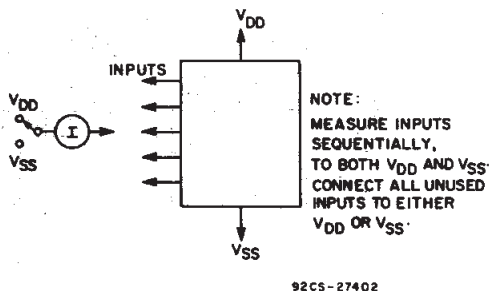 VDD
INPUTS
VDD
I
VSS
NOTE:
MEASURE INPUTS
SEQUENTIALLY,
TO BOTH VDD AND VSS.
CONNECT ALL UNUSED
INPUTS TO EITHER
VDD OR VSS.
VSS
92CS-27402